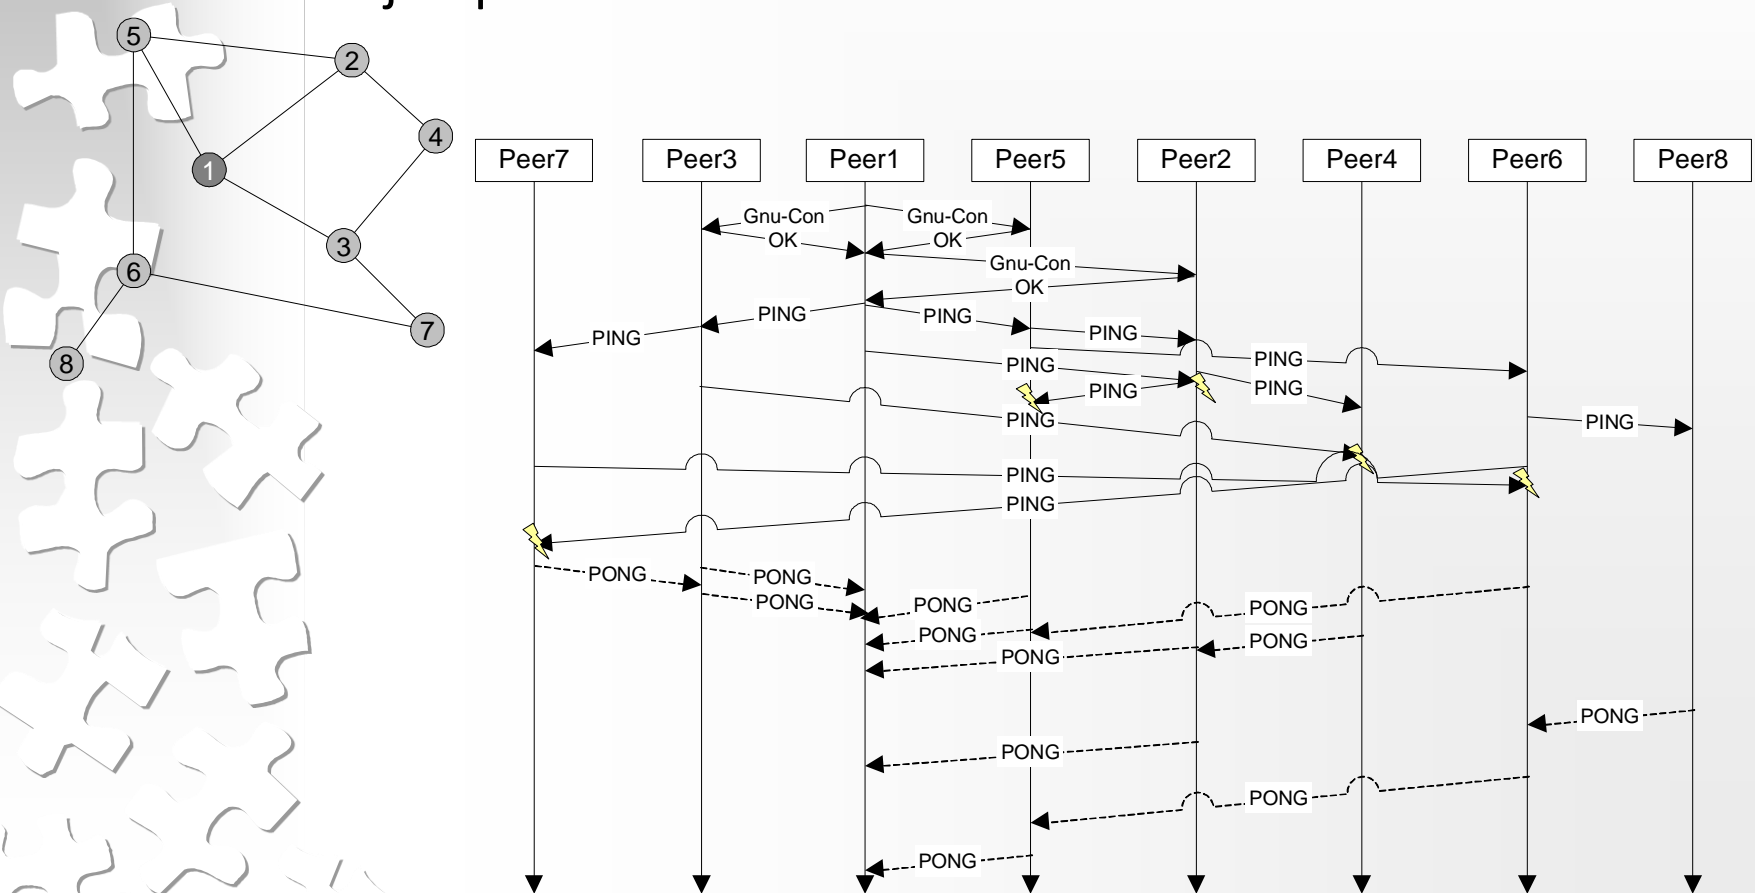 5
2
4
1
3
6
7
8
Peer7 Peer3 Peer1 Peer5 Peer2 Peer4 Peer6 Peer8
Gnu-Con Gnu-Con
OK OK
Gnu-Con
OK
PING PING
PING PING
PING PING
PING PING
PING PING
PING
PING
PONG PONG
PONG PONG PONG
PONG PONG
PONG
PONG
PONG
PONG
PONG